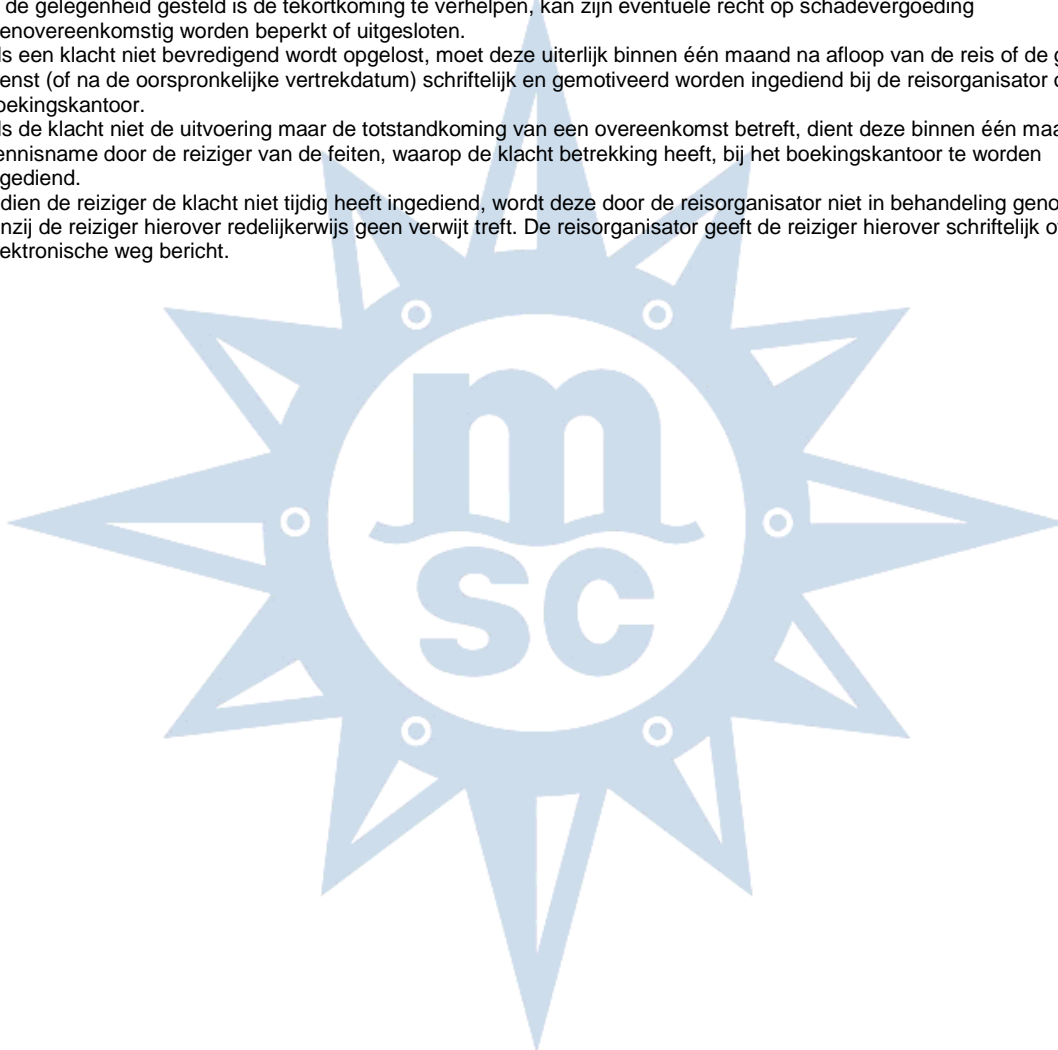 de gelegenheid gesteld is de tekortkoming te verhelpen, kan zijn eventuele recht op schadevergoeding
enovereenkomstig worden beperkt of uitgesloten.
ls een klacht niet bevredigend wordt opgelost, moet deze uiterlijk binnen één maand na afloop van de reis of de g
enst (of na de oorspronkelijke vertrekdatum) schriftelijk en gemotiveerd worden ingediend bij de reisorganisator o
oekingskantoor.
ls de klacht niet de uitvoering maar de totstandkoming van een overeenkomst betreft, dient deze binnen één maa
ennisname door de reiziger van de feiten, waarop de klacht betrekking heeft, bij het boekingskantoor te worden
gediend.
dien de reiziger de klacht niet tijdig heeft ingediend, wordt deze door de reisorganisator niet in behandeling geno
nzij de reiziger hierover redelijkerwijs geen verwijt treft. De reisorganisator geeft de reiziger hierover schriftelijk o
ektronische weg bericht.
m
sc